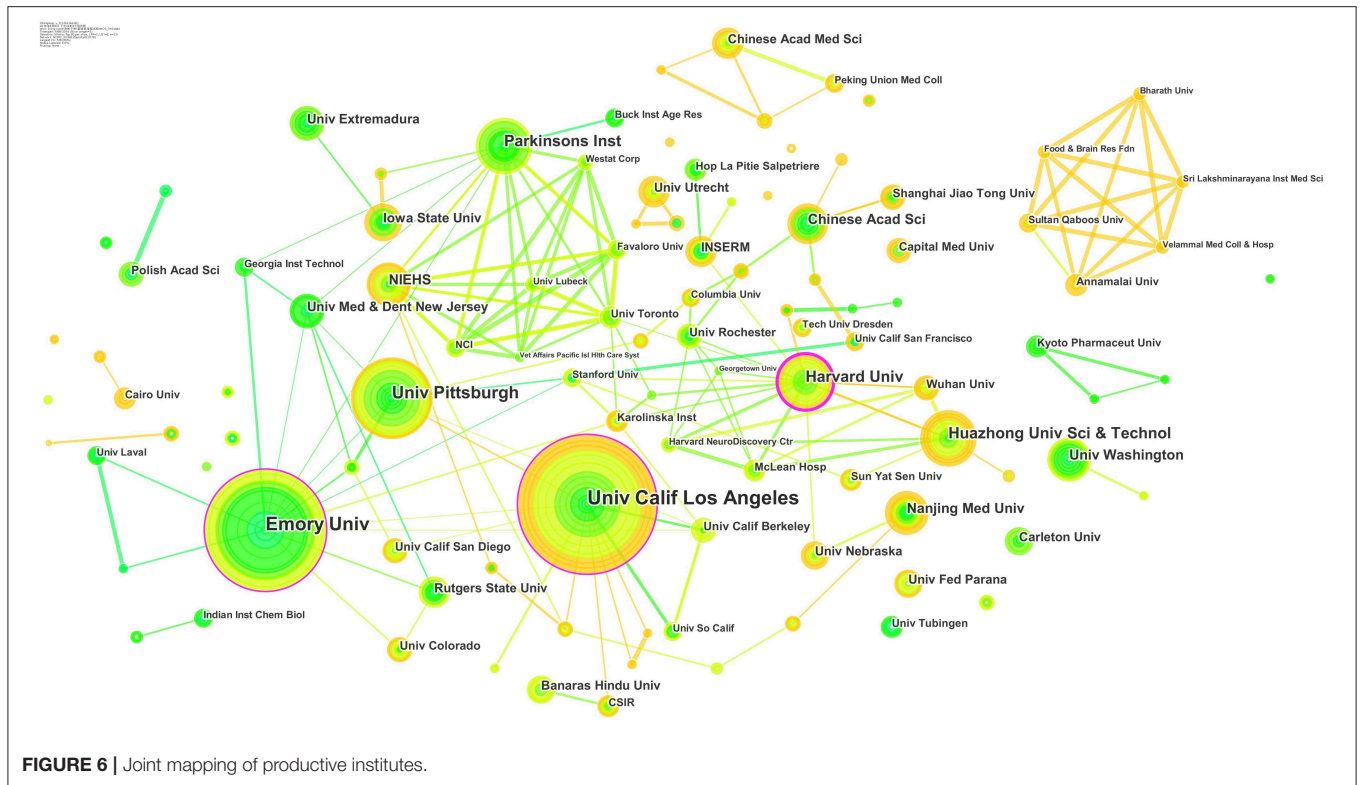 Chinese Acad Med Sci
Peking Union Med Coll
Bharath Univ
Univ Extremadura
Buck Inst Age Res
Parkinsons Inst
Westat Corp
Food & Brain Res Fdn
Hop La Pitie Salpetriere
Sri Lakshminarayana Inst Med Sci
Univ Utrecht
Shanghai Jiao Tong Univ
Iowa State Univ
Chinese Acad Sci
Sultan Qaboos Univ
Favaloro Univ
INSERM
Capital Med Univ
Velammal Med Coll & Hosp
Polish Acad Sci
Georgia Inst Technol
NIEHS
Univ Lubeck
Annamalai Univ
Columbia Univ
Univ Med & Dent New Jersey
Univ Toronto
Tech Univ Dresden
Univ Rochester
Univ Calif San Francisco
NCI
Kyoto Pharmaceut Univ
Vet Affairs Pacific Isl Hlth Care Syst
Georgetown Univ
Stanford Univ
Harvard Univ
Wuhan Univ
Cairo Univ
Univ Pittsburgh
Karolinska Inst
Huazhong Univ Sci & Technol
Harvard NeuroDiscovery Ctr
Univ Laval
Univ Washington
McLean Hosp
Sun Yat Sen Univ
Univ Calif Los Angeles
Nanjing Med Univ
Emory Univ
Univ Calif Berkeley
Carleton Univ
Univ Calif San Diego
Univ Nebraska
Rutgers State Univ
Univ Fed Parana
Indian Inst Chem Biol
Univ So Calif
Univ Tubingen
Univ Colorado
Banaras Hindu Univ
CSIR
FIGURE 6 | Joint mapping of productive institutes.